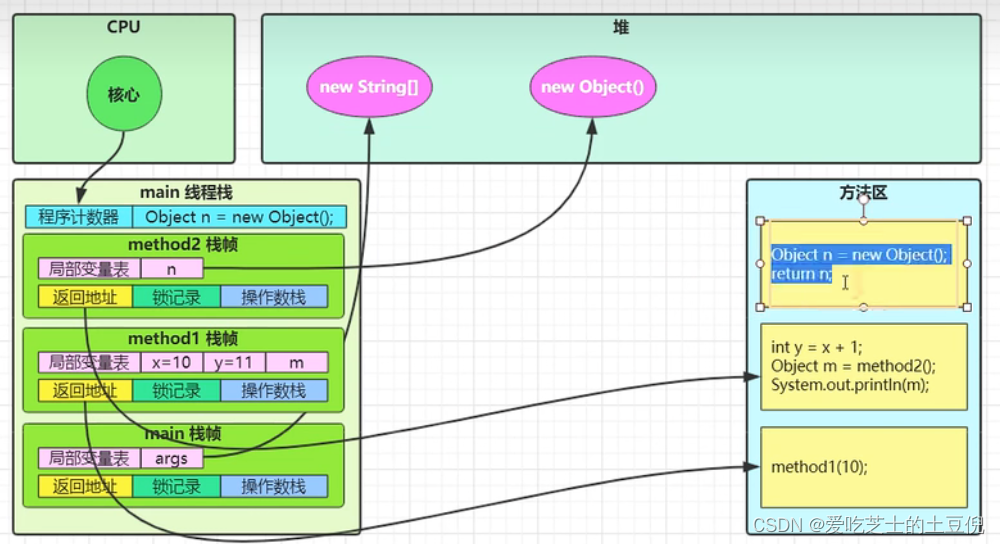 CPU
核心
堆
new String[]
new Object()
main 线程栈
程序计数器 Object n = new Object();
method2 栈帧
局部变量表 n
返回地址 锁记录 操作数栈
method1 栈帧
局部变量表 x=10 y=11 m
返回地址 锁记录 操作数栈
main 栈帧
局部变量表 args
返回地址 锁记录 操作数栈
方法区
Object n = new Object();
return n;
int y = x + 1;
Object m = method2();
System.out.println(m);
method1(10);
CSDN @爱吃芝士的土豆倪